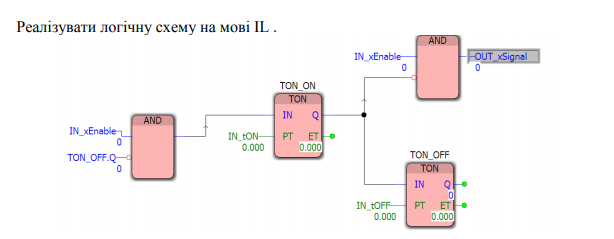 Реалізувати логічну схему на мові IL .
AND
IN_xEnable
0
OUT_xSignal
0
TON_ON
TON
IN Q
IN_tON PT ET
0.000 0.000
AND
IN_xEnable
0
TON_OFF.Q
0
TON_OFF
TON
IN Q
0
IN_tOFF PT ET
0.000 0.000